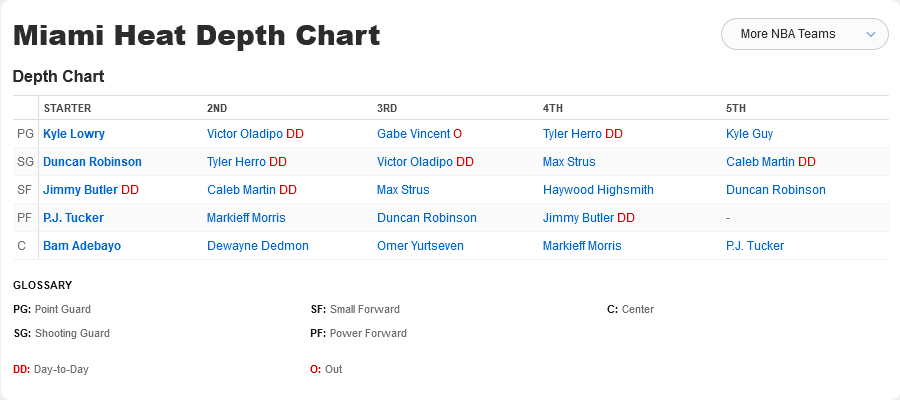 Miami Heat Depth Chart
More NBA Teams
Depth Chart
STARTER 2ND 3RD 4TH 5TH
PG Kyle Lowry Victor Oladipo DD Gabe Vincent O Tyler Herro DD Kyle Guy
SG Duncan Robinson Tyler Herro DD Victor Oladipo DD Max Strus Caleb Martin DD
SF Jimmy Butler DD Caleb Martin DD Max Strus Haywood Highsmith Duncan Robinson
PF P.J. Tucker Markieff Morris Duncan Robinson Jimmy Butler DD -
C Bam Adebayo Dewayne Dedmon Omer Yurtseven Markieff Morris P.J. Tucker
GLOSSARY
PG: Point Guard SF: Small Forward C: Center
SG: Shooting Guard PF: Power Forward
DD: Day-to-Day O: Out